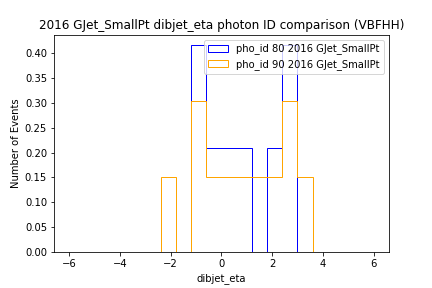 2016 GJet_SmallPt dibjet_eta photon ID comparison (VBFHH)
pho_id 80 2016 GJet_SmallPt
pho_id 90 2016 GJet_SmallPt
Number of Events
0.40
0.35
0.30
0.25
0.20
0.15
0.10
0.05
0.00
−6 −4 −2 0 2 4 6
dibjet_eta